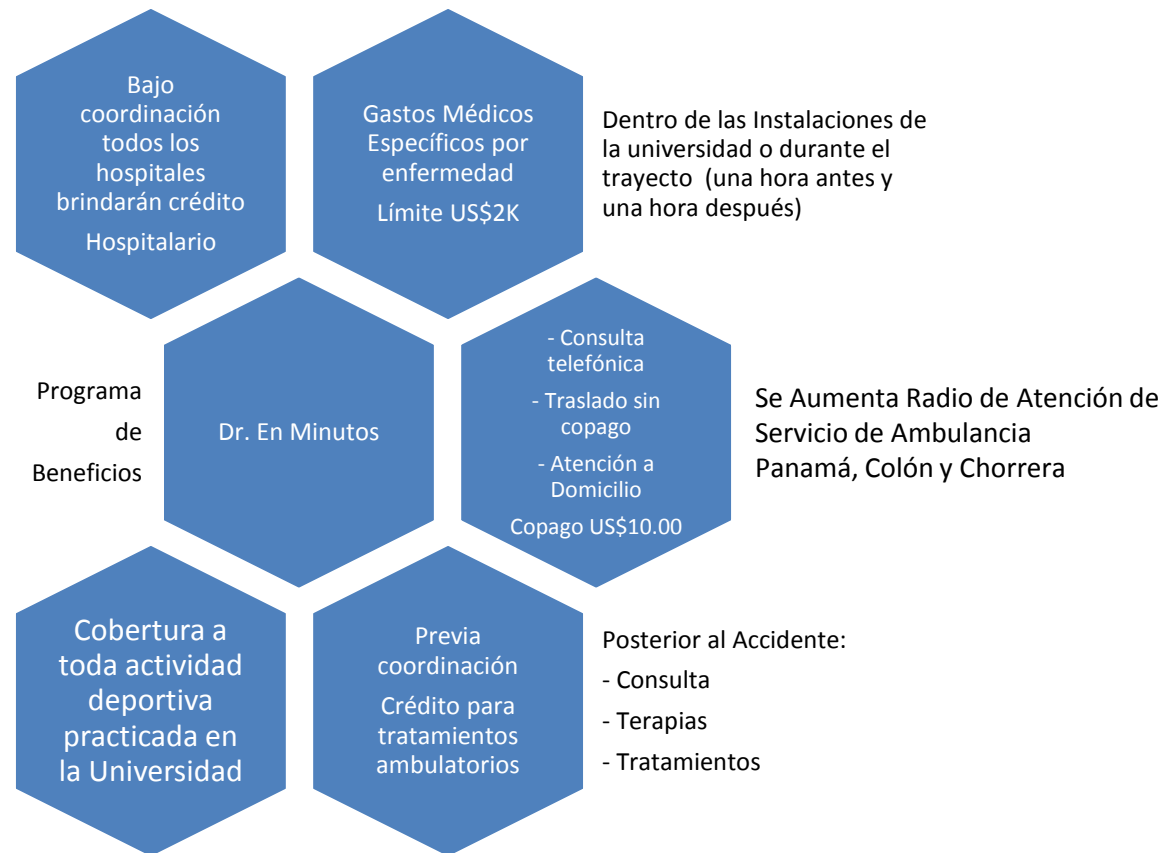 Bajo
coordinación
todos los
hospitales
brindarán crédito
Hospitalario
Gastos Médicos
Específicos por
enfermedad
Límite US$2K
Dentro de las Instalaciones de
la universidad o durante el
trayecto (una hora antes y
una hora después)
Programa
de
Beneficios
Dr. En Minutos
- Consulta
telefónica
- Traslado sin
copago
- Atención a
Domicilio
Copago US$10.00
Se Aumenta Radio de Atención de
Servicio de Ambulancia
Panamá, Colón y Chorrera
Cobertura a
toda actividad
deportiva
practicada en
la Universidad
Previa
coordinación
Crédito para
tratamientos
ambulatorios
Posterior al Accidente:
- Consulta
- Terapias
- Tratamientos